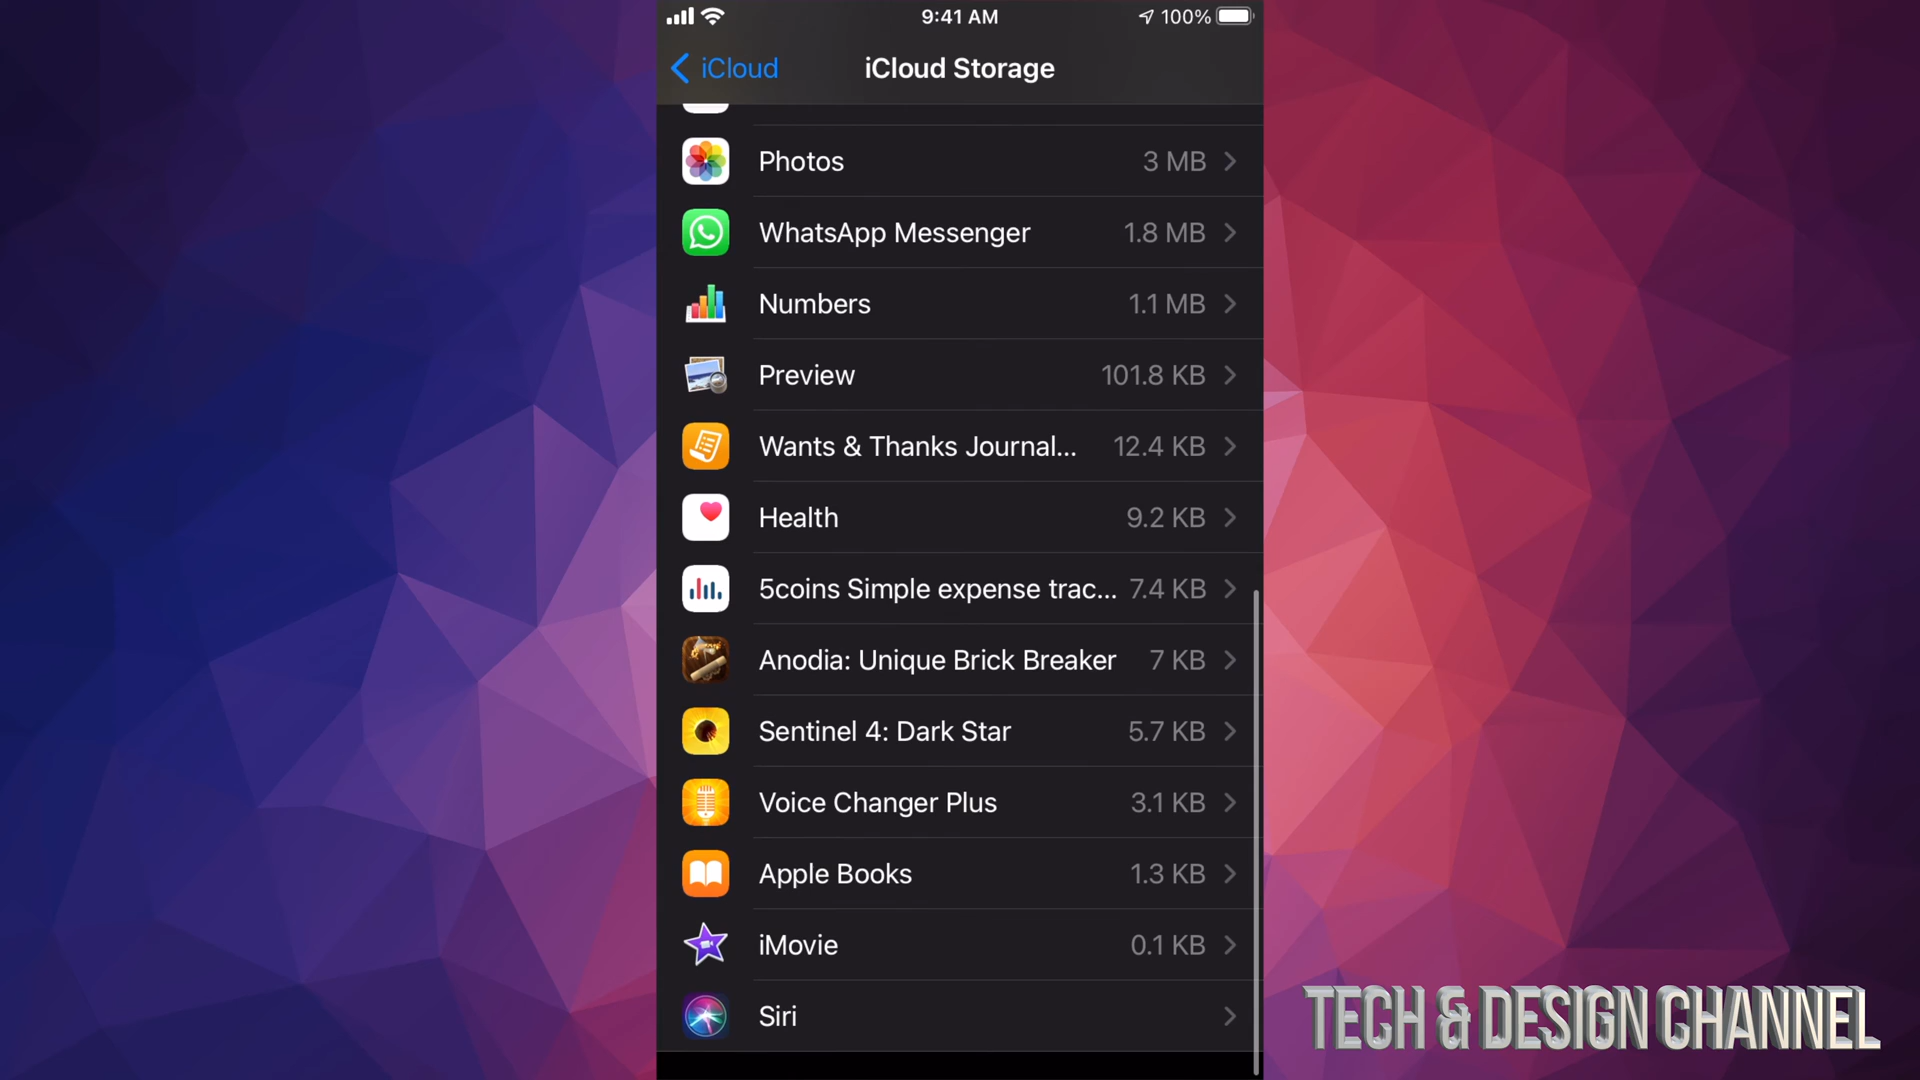 9:41 AM
100%
iCloud
iCloud Storage
Photos 3 MB
WhatsApp Messenger 1.8 MB
Numbers 1.1 MB
Preview 101.8 KB
Wants & Thanks Journal... 12.4 KB
Health 9.2 KB
5coins Simple expense trac... 7.4 KB
Anodia: Unique Brick Breaker 7 KB
Sentinel 4: Dark Star 5.7 KB
Voice Changer Plus 3.1 KB
Apple Books 1.3 KB
iMovie 0.1 KB
Siri
TECH & DESIGN CHANNEL